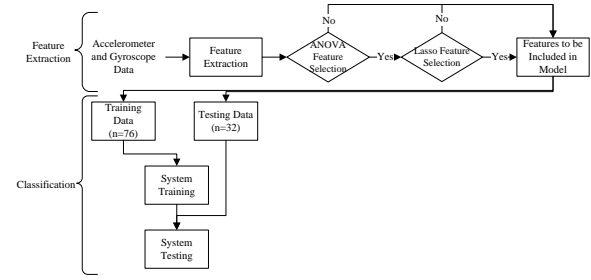 No
No
Feature
Extraction
Accelerometer
and Gyroscope
Data
Feature
Extraction
ANOVA
Feature
Selection
Yes
Lasso Feature
Selection
Yes
Features to be
Included in
Model
Classification
Training
Data
(n=76)
Testing Data
(n=32)
System
Training
System
Testing